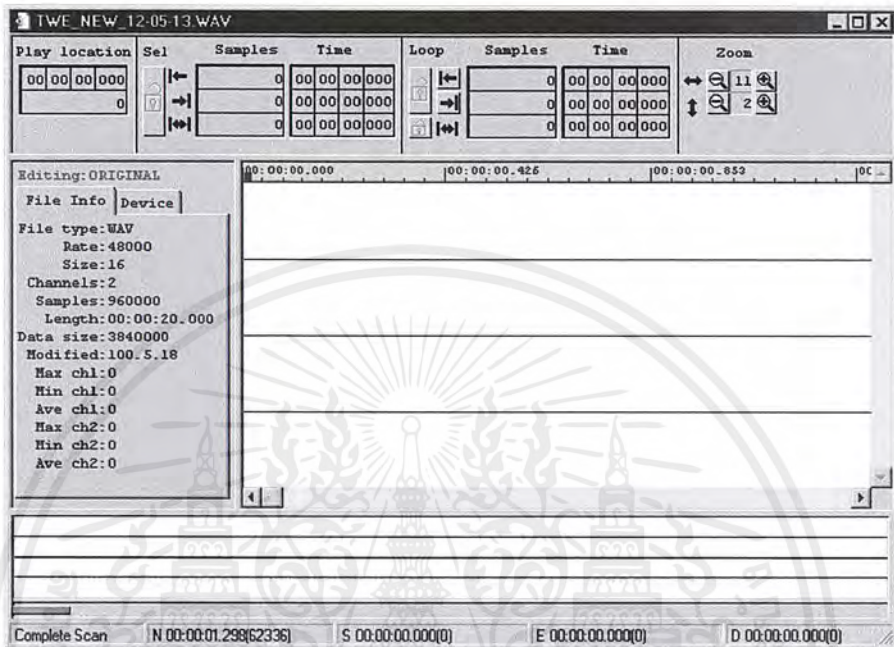 TWE_NEW_12-05-13.WAV
Play location Sel Samples Time Loop Samples Time Zoom
00 00 00 000 0 00 00 00 000 0 00 00 00 000 11
0 0 00 00 00 000 0 00 00 00 000 2
0 00 00 00 000 0 00 00 00 000
Editing:ORIGINAL
File Info Device
File type:WAV
Rate:48000
Size:16
Channels:2
Samples:960000
Length:00:00:20.000
Data size:3840000
Modified:100.5.18
Max ch1:0
Min ch1:0
Ave ch1:0
Max ch2:0
Min ch2:0
Ave ch2:0
00:00:00.000 00:00:00.426 00:00:00.853
Complete Scan N 00:00:01.299(62336) S 00:00:00.000(0) E 00:00:00.000(0) D 00:00:00.000(0)